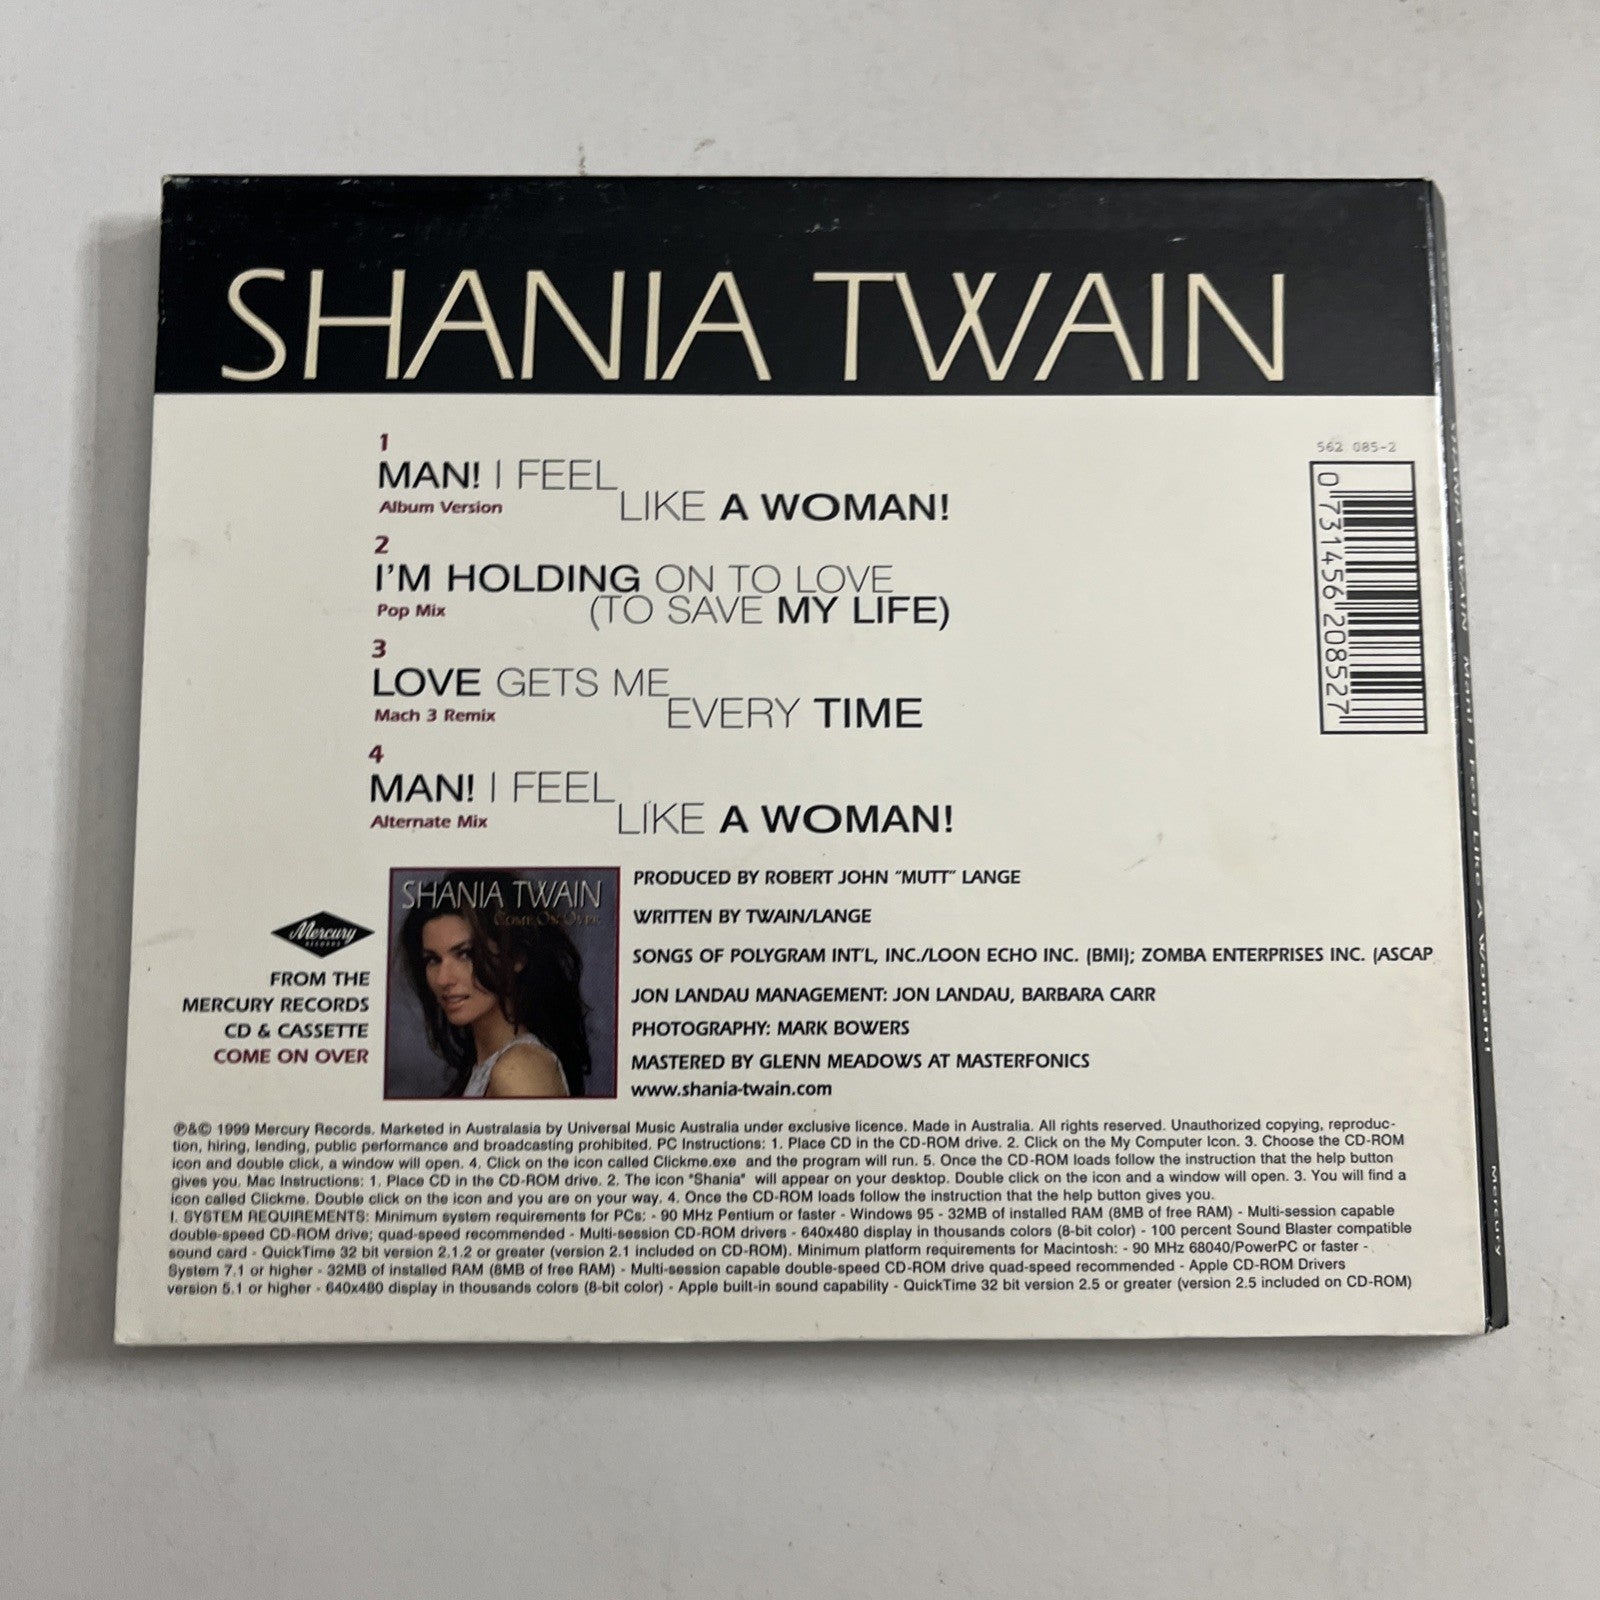 SHANIA TWAIN
562 085-2
0 731456 208527
1
MAN! I FEEL
LIKE A WOMAN!
Album Version
2
I'M HOLDING ON TO LOVE
(TO SAVE MY LIFE)
Pop Mix
3
LOVE GETS ME
EVERY TIME
Mach 3 Remix
4
MAN! I FEEL
LIKE A WOMAN!
Alternate Mix
SHANIA TWAIN
COME ON OVER
Mercury
RECORDS
FROM THE
MERCURY RECORDS
CD & CASSETTE
COME ON OVER
PRODUCED BY ROBERT JOHN "MUTT" LANGE
WRITTEN BY TWAIN/LANGE
SONGS OF POLYGRAM INT'L, INC./LOON ECHO INC. (BMI); ZOMBA ENTERPRISES INC. (ASCAP
JON LANDAU MANAGEMENT: JON LANDAU, BARBARA CARR
PHOTOGRAPHY: MARK BOWERS
MASTERED BY GLENN MEADOWS AT MASTERFONICS
www.shania-twain.com
℗&© 1999 Mercury Records. Marketed in Australasia by Universal Music Australia under exclusive licence. Made in Australia. All rights reserved. Unauthorized copying, reproduc-
tion, hiring, lending, public performance and broadcasting prohibited. PC Instructions: 1. Place CD in the CD-ROM drive. 2. Click on the My Computer Icon. 3. Choose the CD-ROM
icon and double click, a window will open. 4. Click on the icon called Clickme.exe and the program will run. 5. Once the CD-ROM loads follow the instruction that the help button
gives you. Mac Instructions: 1. Place CD in the CD-ROM drive. 2. The icon "Shania" will appear on your desktop. Double click on the icon and a window will open. 3. You will find a
icon called Clickme. Double click on the icon and you are on your way. 4. Once the CD-ROM loads follow the instruction that the help button gives you.
I. SYSTEM REQUIREMENTS: Minimum system requirements for PCs: - 90 MHz Pentium or faster - Windows 95 - 32MB of installed RAM (8MB of free RAM) - Multi-session capable
double-speed CD-ROM drive; quad-speed recommended - Multi-session CD-ROM drivers - 640x480 display in thousands colors (8-bit color) - 100 percent Sound Blaster compatible
sound card - QuickTime 32 bit version 2.1.2 or greater (version 2.1 included on CD-ROM). Minimum platform requirements for Macintosh: - 90 MHz 68040/PowerPC or faster -
System 7.1 or higher - 32MB of installed RAM (8MB of free RAM) - Multi-session capable double-speed CD-ROM drive quad-speed recommended - Apple CD-ROM Drivers
version 5.1 or higher - 640x480 display in thousands colors (8-bit color) - Apple built-in sound capability - QuickTime 32 bit version 2.5 or greater (version 2.5 included on CD-ROM)
SHANIA TWAIN Man! I Feel Like A Woman! Mercury